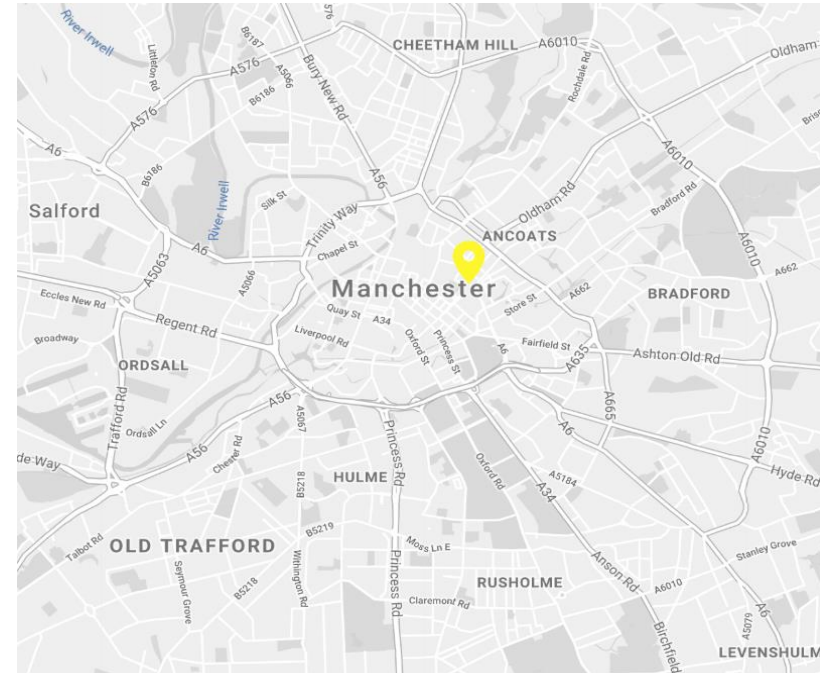 River Irwell
Littleton Rd
B6187
A5066
A576
CHEETHAM HILL
A6010
Oldham
A576
B6186
Bury New Rd
Rochdale Rd
A576
A6
B6186
A56
A6010
Salford
River Irwell
Silk St
Trinity Way
Oldham Rd
Bradford Rd
A6
Chapel St
ANCOATS
A6010
A5063
A5066
Manchester
Store St
A662
A662
BRADFORD
Eccles New Rd
Regent Rd
Quay St
A34
Liverpool Rd
Oxford St
Princess St
A6
Fairfield St
A635
Ashton Old Rd
Broadway
ORDSALL
Trafford Rd
Ordsall Ln
A56
A56
A5067
Chester Rd
Princess Rd
A665
A6
A6010
de Way
HULME
B5218
Oxford Rd
A5184
A34
Hyde Rd
OLD TRAFFORD
Talbot Rd
B5219
Moss Ln E
Stanley Grove
Seymour Grove
B5218
Withington Rd
Princess Rd
Claremont Rd
RUSHOLME
Anson Rd
A6010
A6
Birchfield
A5079
LEVENSHULM